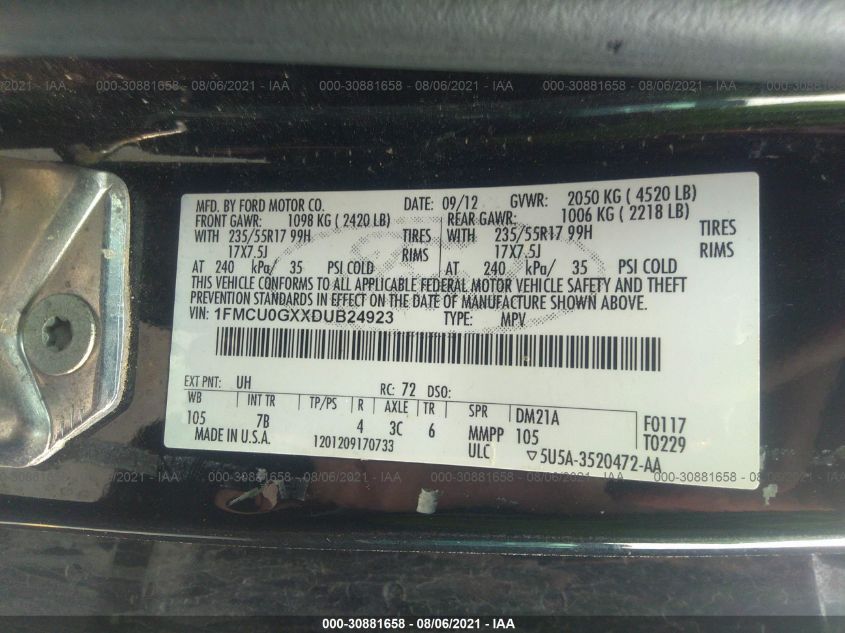 000-30881658 - 08/06/2021 - IAA 000-30881658 - 08/06/2021 - IAA 000-30881658 - 08/06/2021 - IAA
MFD. BY FORD MOTOR CO. DATE: 09/12 GVWR: 2050 KG ( 4520 LB)
FRONT GAWR: 1098 KG ( 2420 LB) REAR GAWR: 1006 KG ( 2218 LB)
WITH 235/55R17 99H TIRES WITH 235/55R17 99H TIRES
17X7.5J RIMS 17X7.5J RIMS
AT 240 kPa/ 35 PSI COLD AT 240 kPa/ 35 PSI COLD
THIS VEHICLE CONFORMS TO ALL APPLICABLE FEDERAL MOTOR VEHICLE SAFETY AND THEFT
PREVENTION STANDARDS IN EFFECT ON THE DATE OF MANUFACTURE SHOWN ABOVE.
VIN: 1FMCU0GXXDUB24923 TYPE: MPV
EXT PNT: UH RC: 72 DSO:
WB INT TR TP/PS R AXLE TR SPR DM21A F0117
105 7B 4 3C 6 MMPP 105 T0229
MADE IN U.S.A. 1201209170733 ULC ▽5U5A-3520472-AA
000-30881658 - 08/06/2021 - IAA 000-30881658 - 08/06/2021 - IAA 000-30881658 - 08/06/2021 - IAA
000-30881658 - 08/06/2021 - IAA